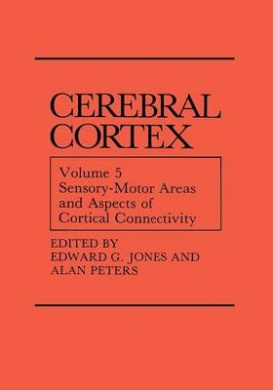 CEREBRAL
CORTEX
Volume 5
Sensory-Motor Areas
and Aspects of
Cortical Connectivity
EDITED BY
EDWARD G. JONES AND
ALAN PETERS